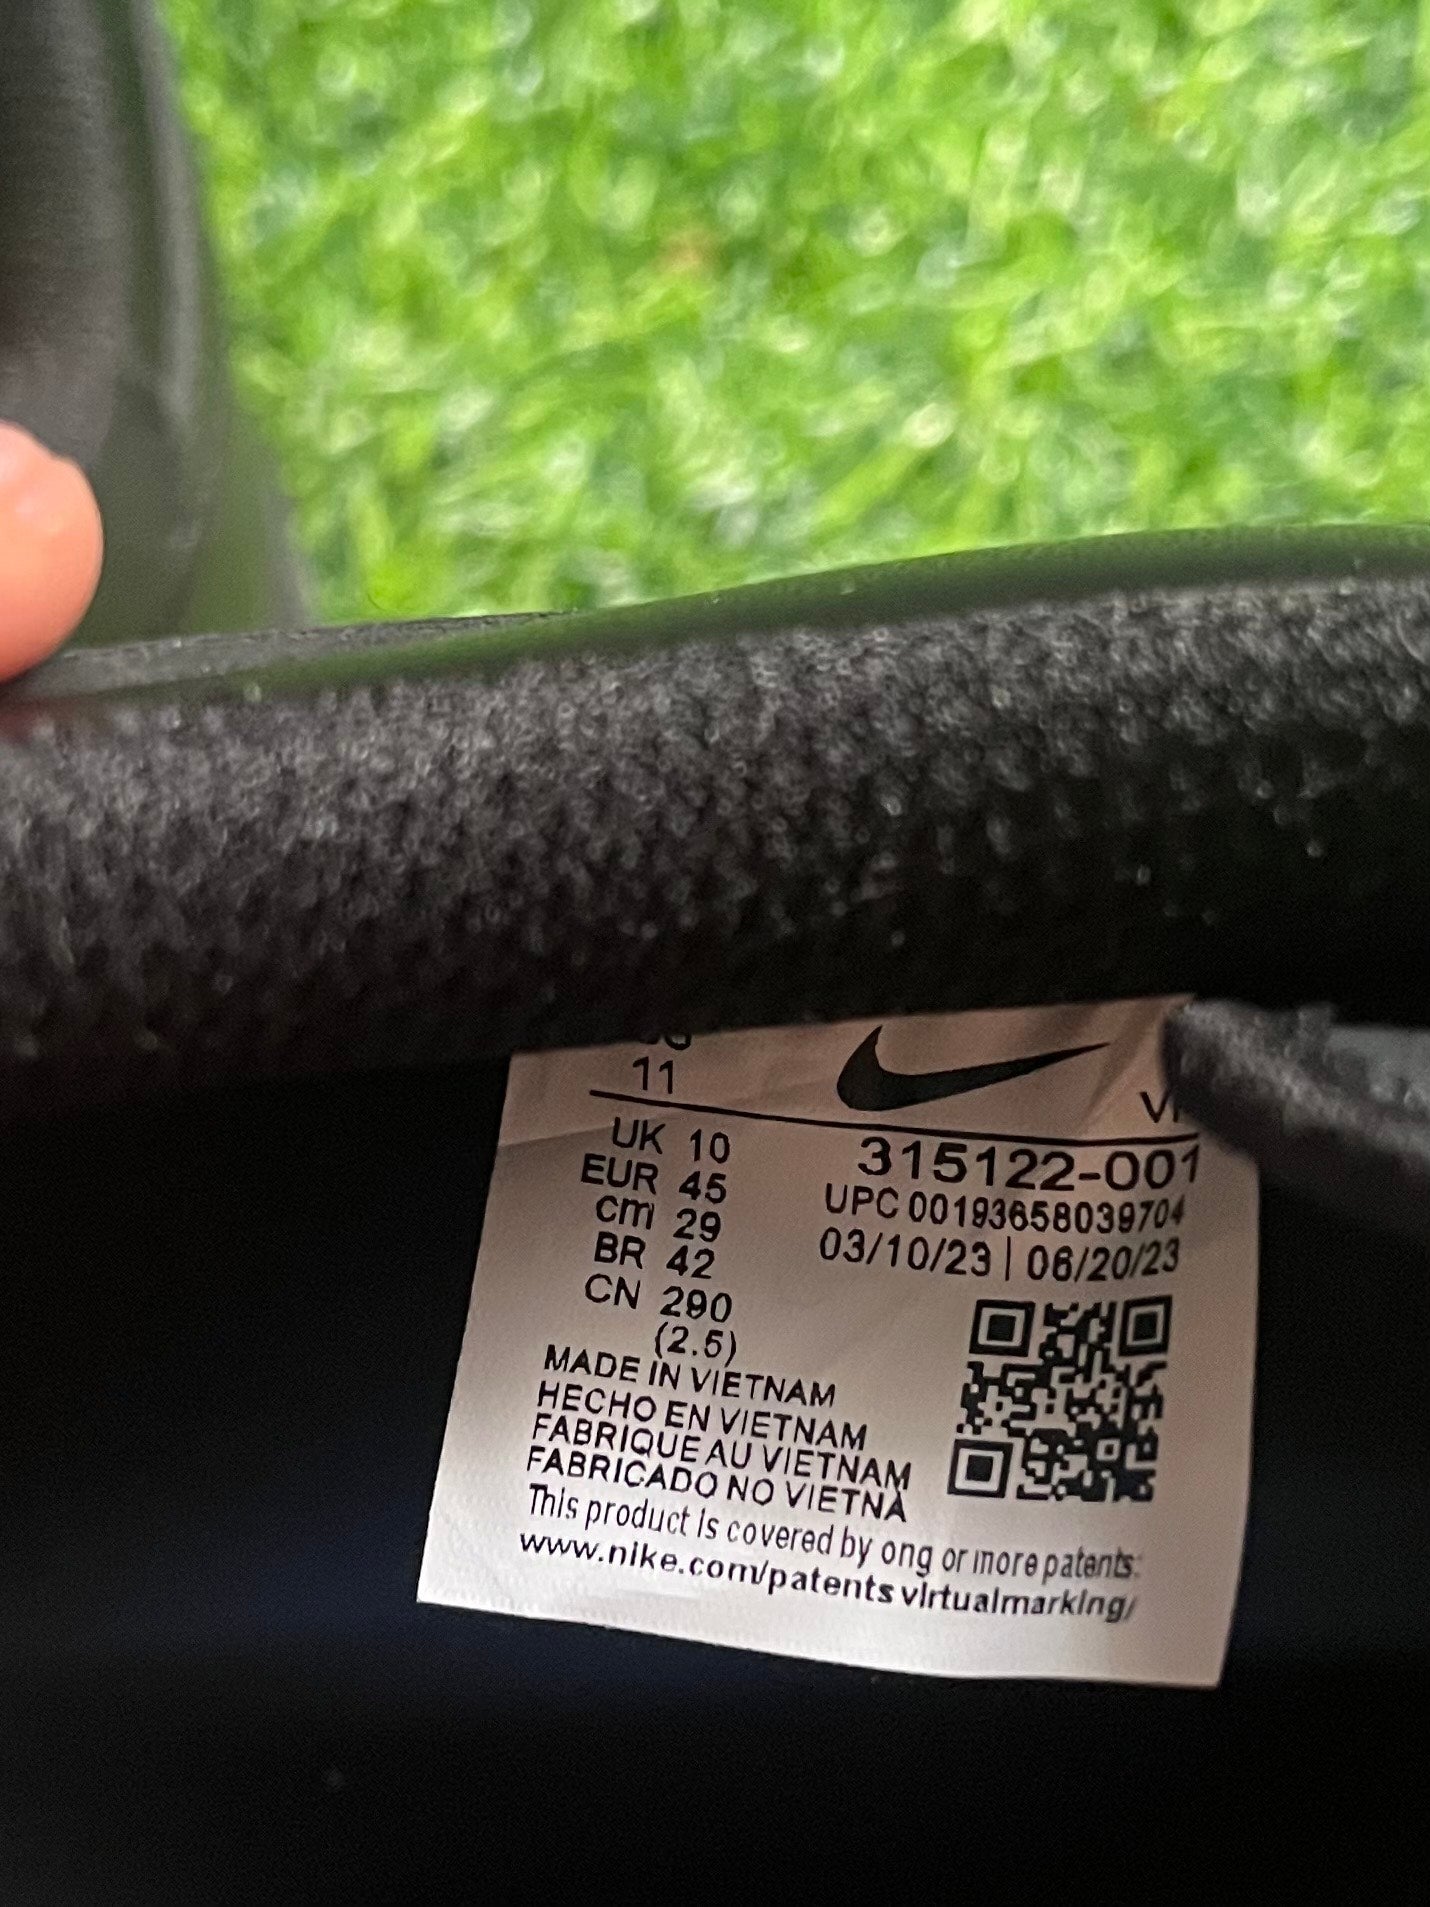 11
UK 10
EUR 45
cm 29
BR 42
CN 290
(2.5)
315122-001
UPC 00193658039704
03/10/23 | 06/20/23
MADE IN VIETNAM
HECHO EN VIETNAM
FABRIQUE AU VIETNAM
FABRICADO NO VIETNÃ
This product is covered by ong or more patents:
www.nike.com/patents virtualmarking/